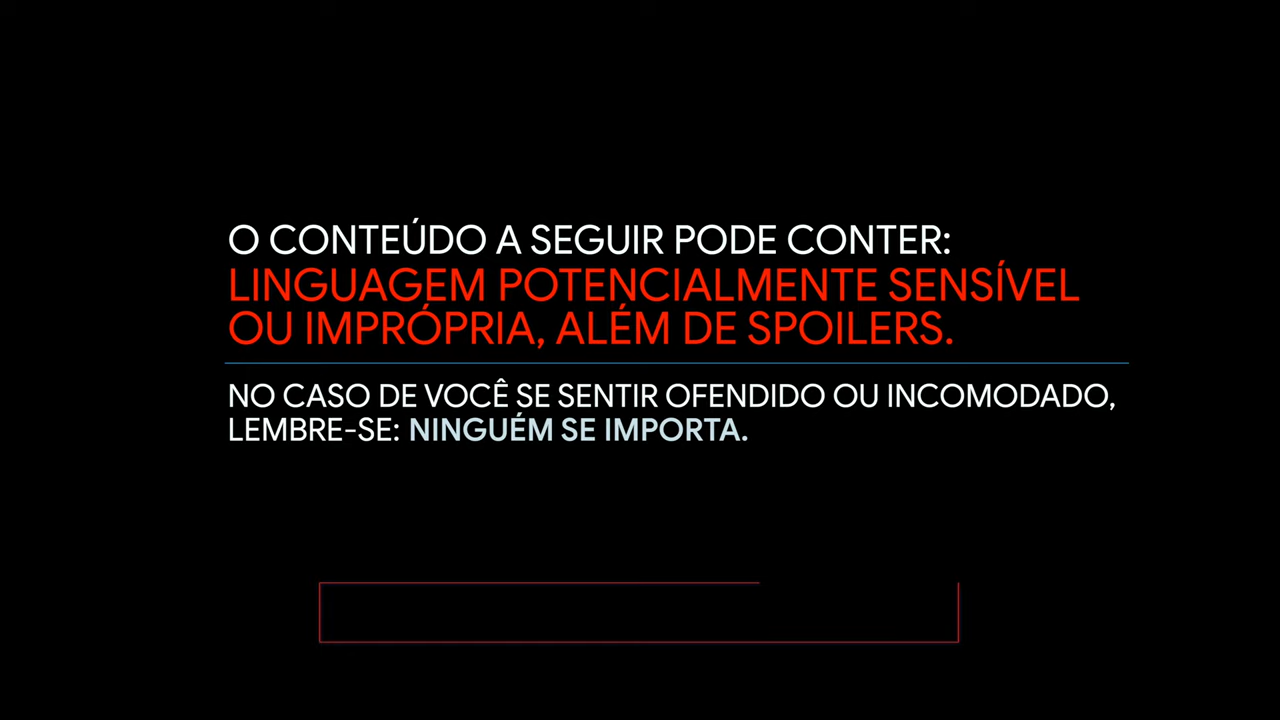 O CONTEÚDO A SEGUIR PODE CONTER:
LINGUAGEM POTENCIALMENTE SENSÍVEL
OU IMPRÓPRIA, ALÉM DE SPOILERS.
NO CASO DE VOCÊ SE SENTIR OFENDIDO OU INCOMODADO,
LEMBRE-SE: NINGUÉM SE IMPORTA.